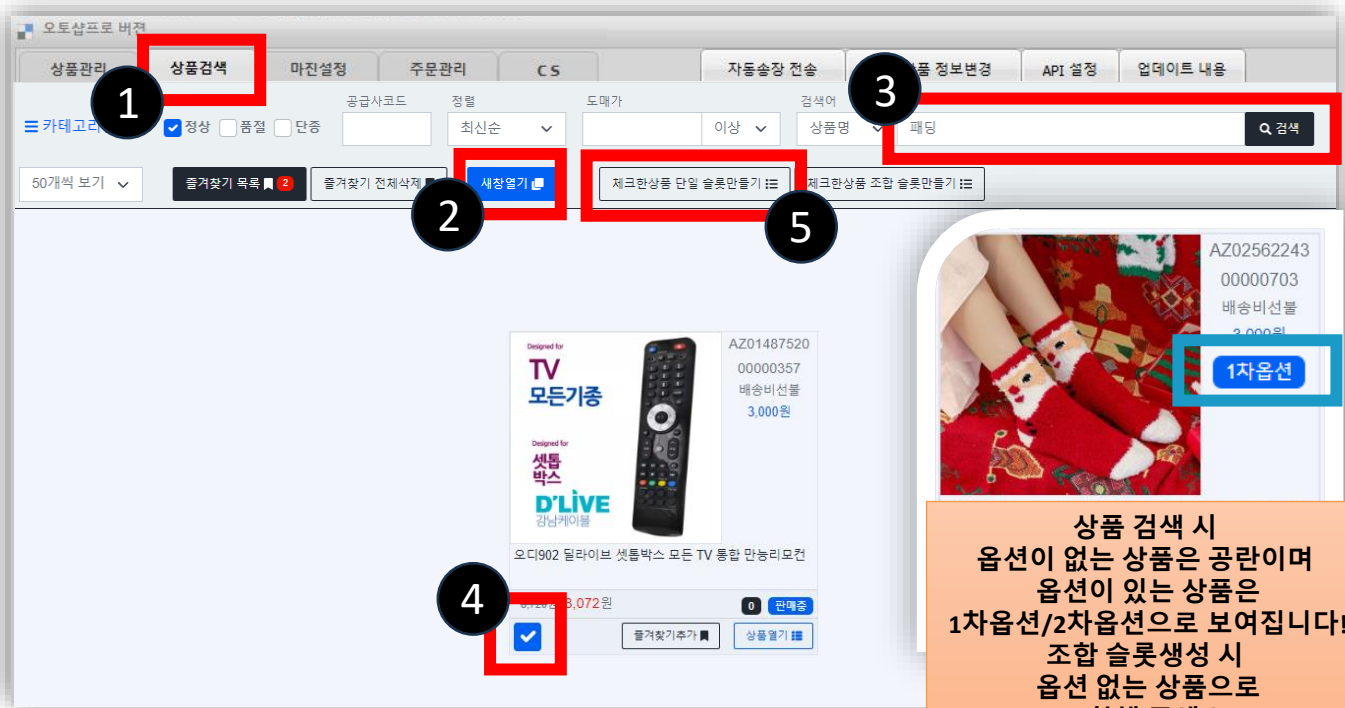 오토샵프로 버젼
상품관리
상품검색
마진설정
주문관리
CS
자동송장 전송
정보변경
API 설정
업데이트 내용
1
3
공급사코드
정렬
도매가
검색어
정상
품절
단종
최신순
이상
상품명
패딩
검색
50개씩 보기
즐겨찾기 목록 2
즐겨찾기 전체삭제
새창열기
체크한상품 단일 슬롯만들기
체크한상품 조합 슬롯만들기
2
5
Designed for
TV
모든기종
Designed for
셋톱
박스
D'LIVE
강남케이블
AZ01487520
00000357
배송비선불
3,000원
오디902 딜라이브 셋톱박스 모든 TV 통합 만능리모컨
4
3,072원
0
판매중
즐겨찾기추가
상품열기
AZ02562243
00000703
배송비선불
3,000원
1차옵션
상품 검색 시
옵션이 없는 상품은 공란이며
옵션이 있는 상품은
1차옵션/2차옵션으로 보여집니다!
조합 슬롯생성 시
옵션 없는 상품으로